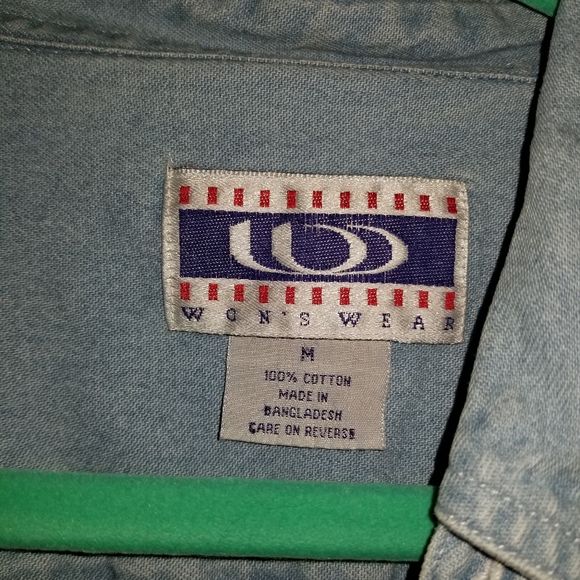 WON'S WEAR
M
100% COTTON
MADE IN
BANGLADESH
CARE ON REVERSE